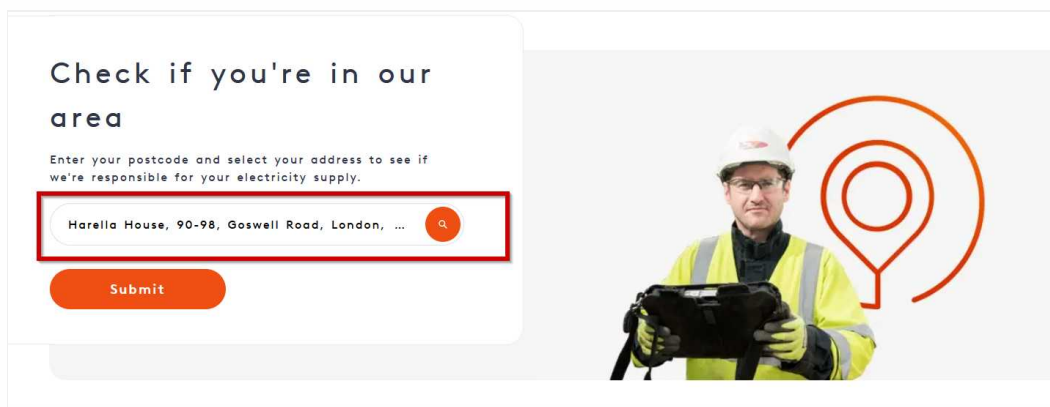 Check if you're in our
area
Enter your postcode and select your address to see if
we're responsible for your electricity supply.
Harella House, 90-98, Goswell Road, London, ...
Submit